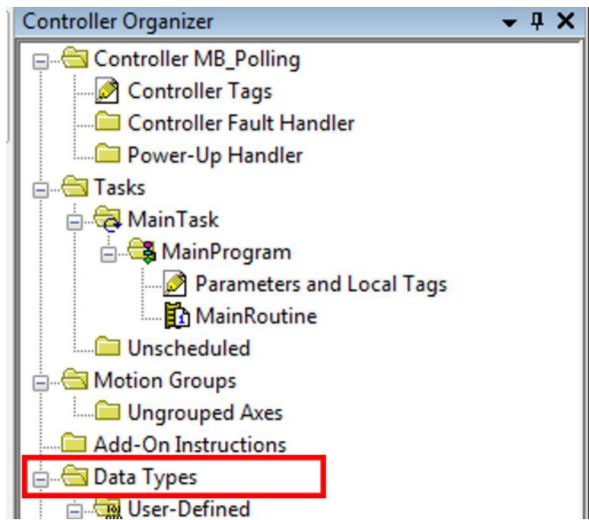 Controller Organizer
Controller MB_Polling
Controller Tags
Controller Fault Handler
Power-Up Handler
Tasks
MainTask
MainProgram
Parameters and Local Tags
MainRoutine
Unscheduled
Motion Groups
Ungrouped Axes
Add-On Instructions
Data Types
User-Defined